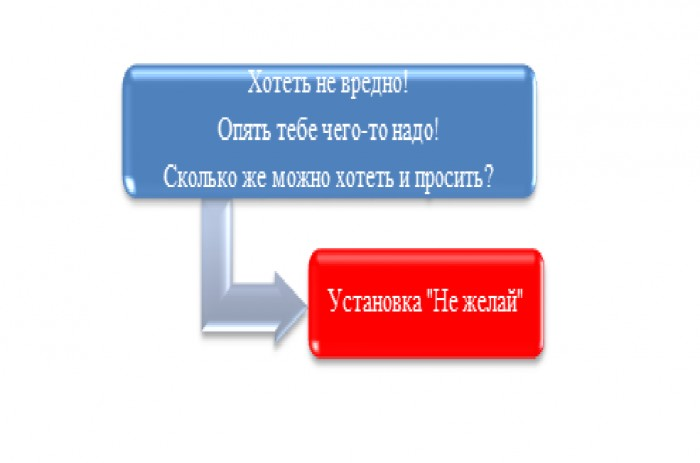 Хотеть не вредно!
Опять тебе чего-то надо!
Сколько же можно хотеть и просить?
Установка "Не желай"